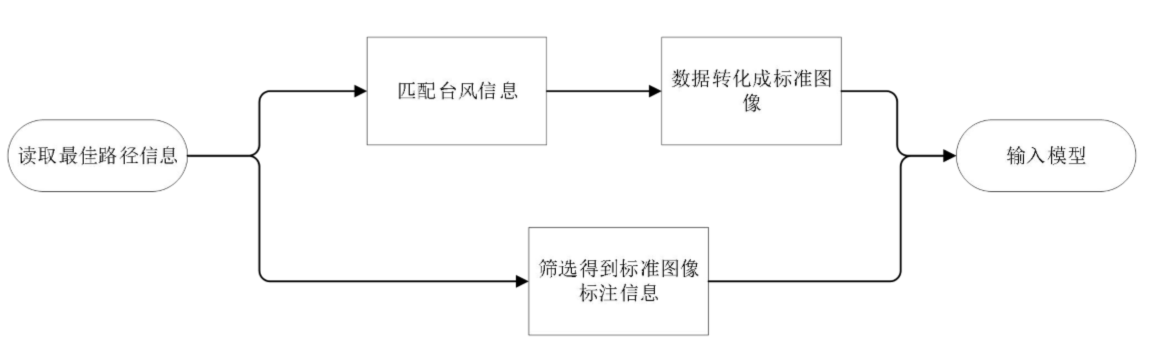 读取最佳路径信息
匹配台风信息
数据转化成标准图
像
筛选得到标准图像
标注信息
输入模型